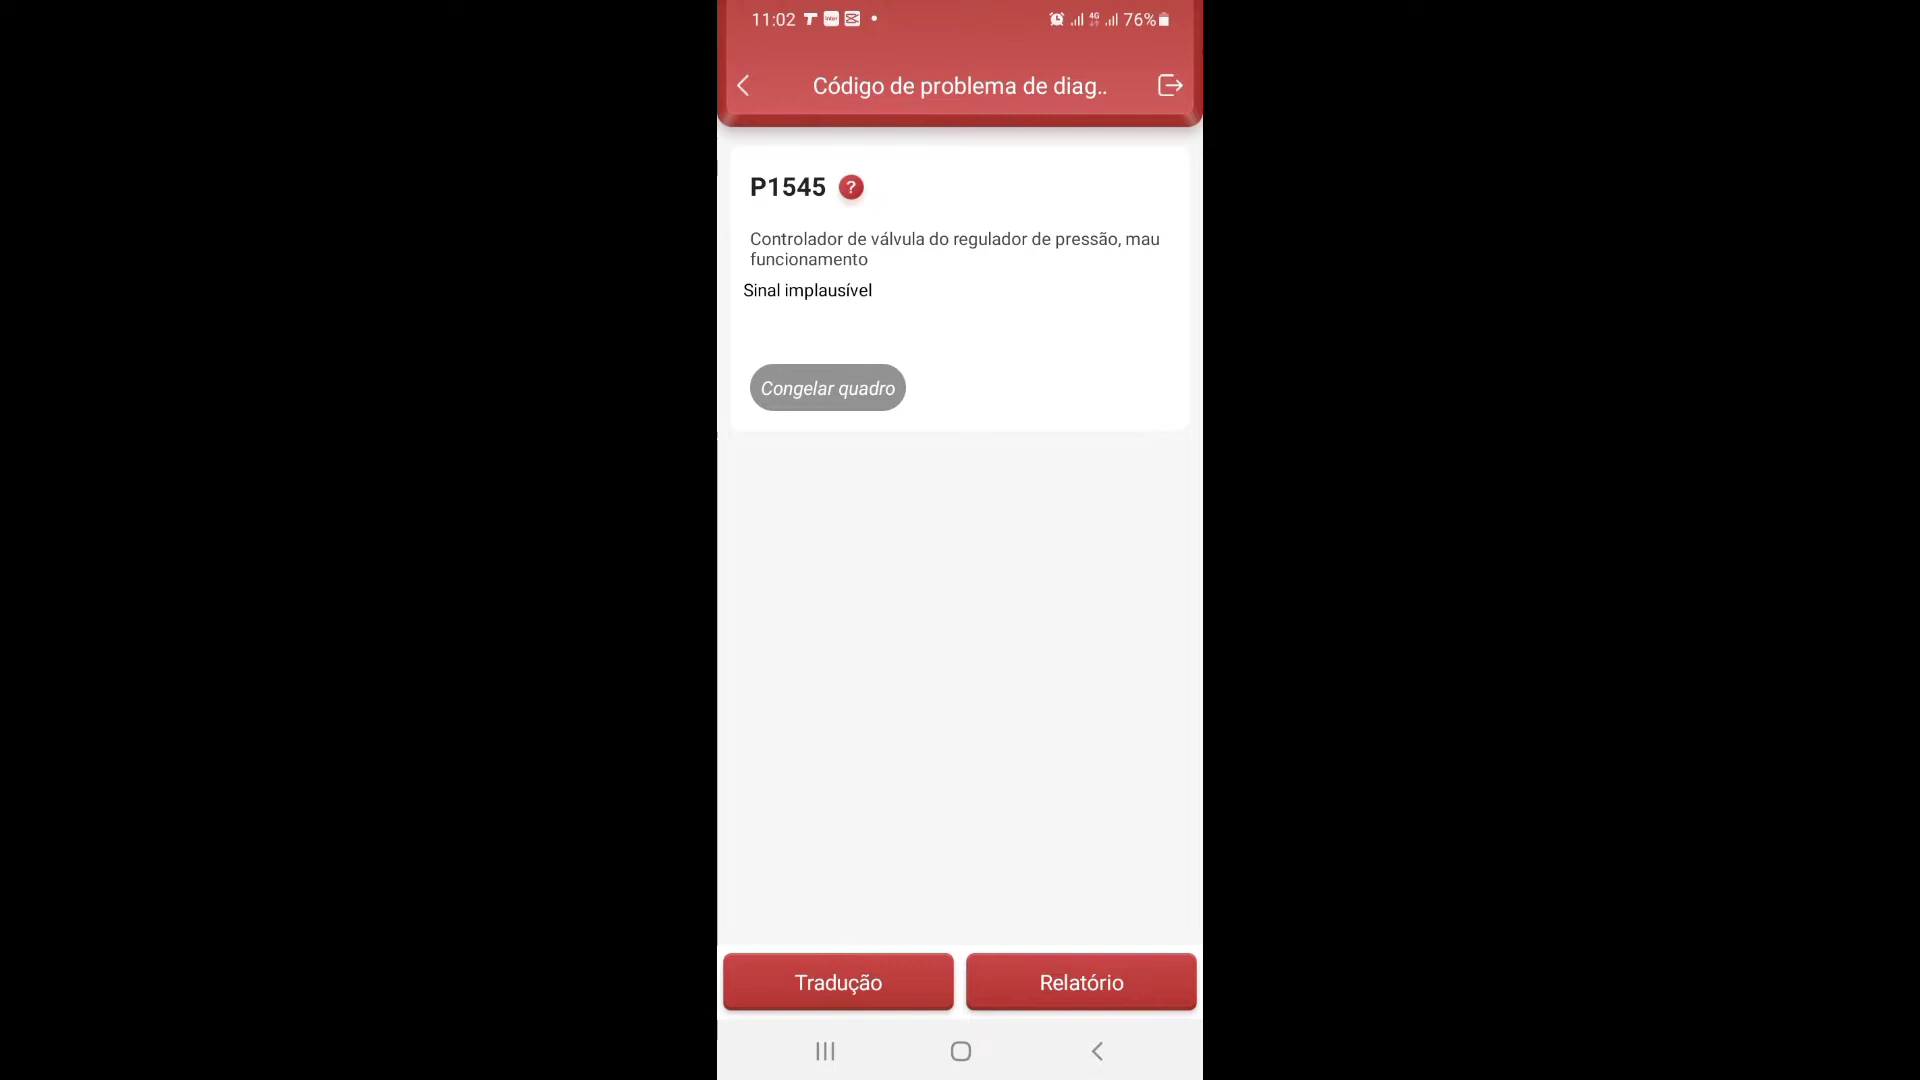 11:02 76%
Código de problema de diag..
P1545 ?
Controlador de válvula do regulador de pressão, mau
funcionamento
Sinal implausível
Congelar quadro
Tradução Relatório